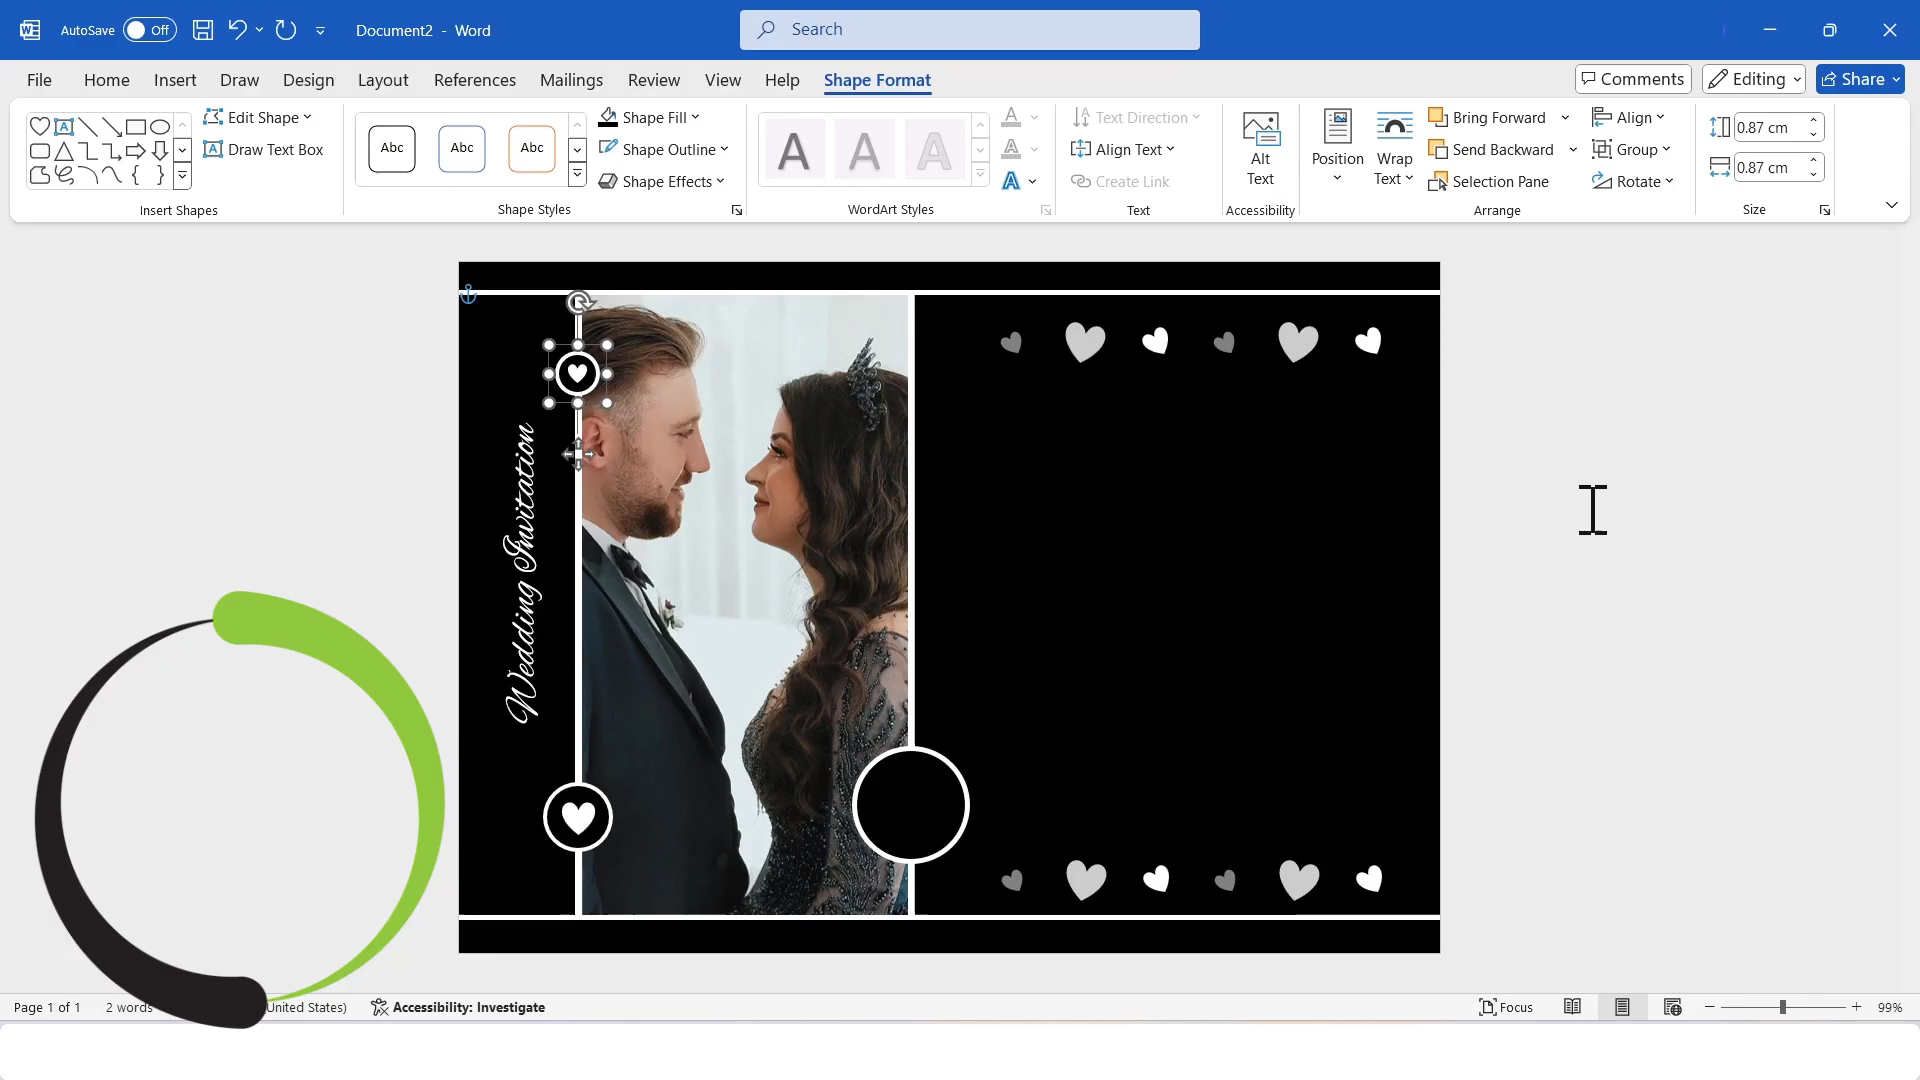 AutoSave Off Document2 - Word Search
File Home Insert Draw Design Layout References Mailings Review View Help Shape Format Comments Editing Share
Edit Shape
Draw Text Box
Insert Shapes
Abc Abc Abc
Shape Fill
Shape Outline
Shape Effects
Shape Styles
A A A
WordArt Styles
Text Direction
Align Text
Create Link
Text
Alt
Text
Accessibility
Position
Wrap
Text
Bring Forward
Send Backward
Selection Pane
Align
Group
Rotate
Arrange
0.87 cm
0.87 cm
Size
Wedding Invitation
Page 1 of 1 2 words United States) Accessibility: Investigate Focus 99%